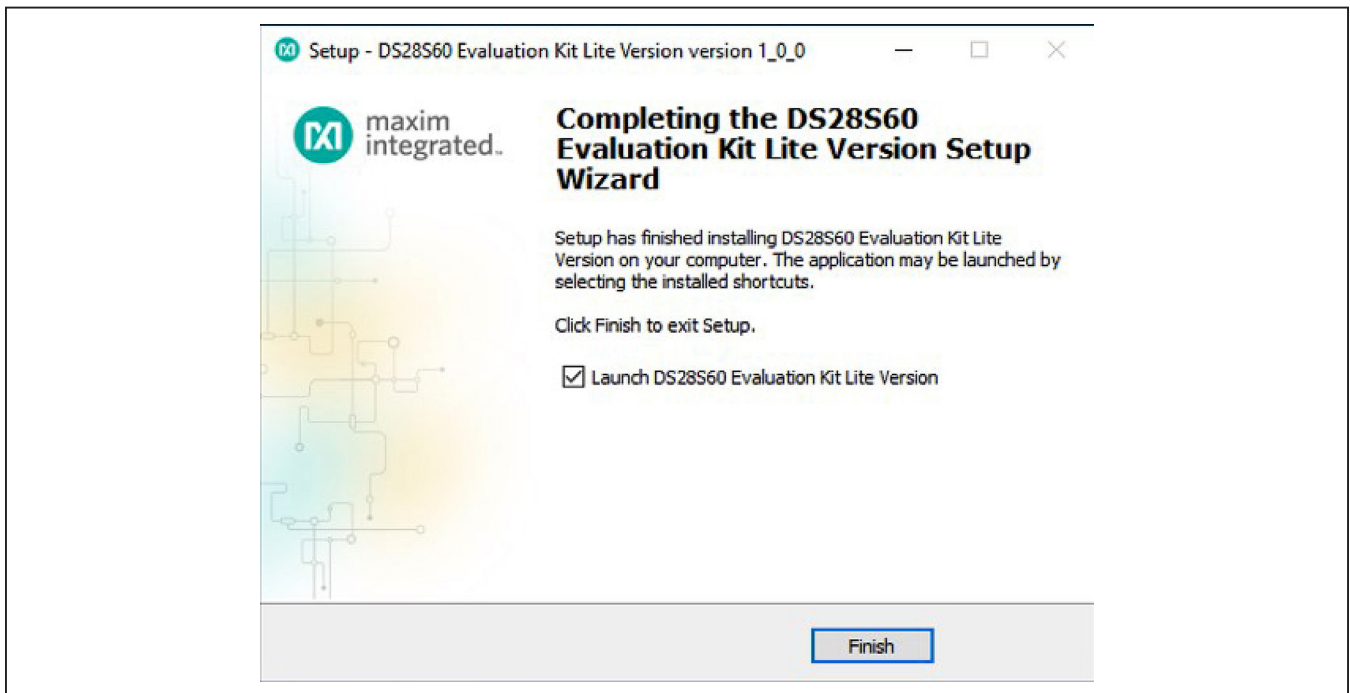 Setup - DS28S60 Evaluation Kit Lite Version version 1_0_0
maxim
integrated™
Completing the DS28S60
Evaluation Kit Lite Version Setup
Wizard
Setup has finished installing DS28S60 Evaluation Kit Lite
Version on your computer. The application may be launched by
selecting the installed shortcuts.
Click Finish to exit Setup.
Launch DS28S60 Evaluation Kit Lite Version
Finish